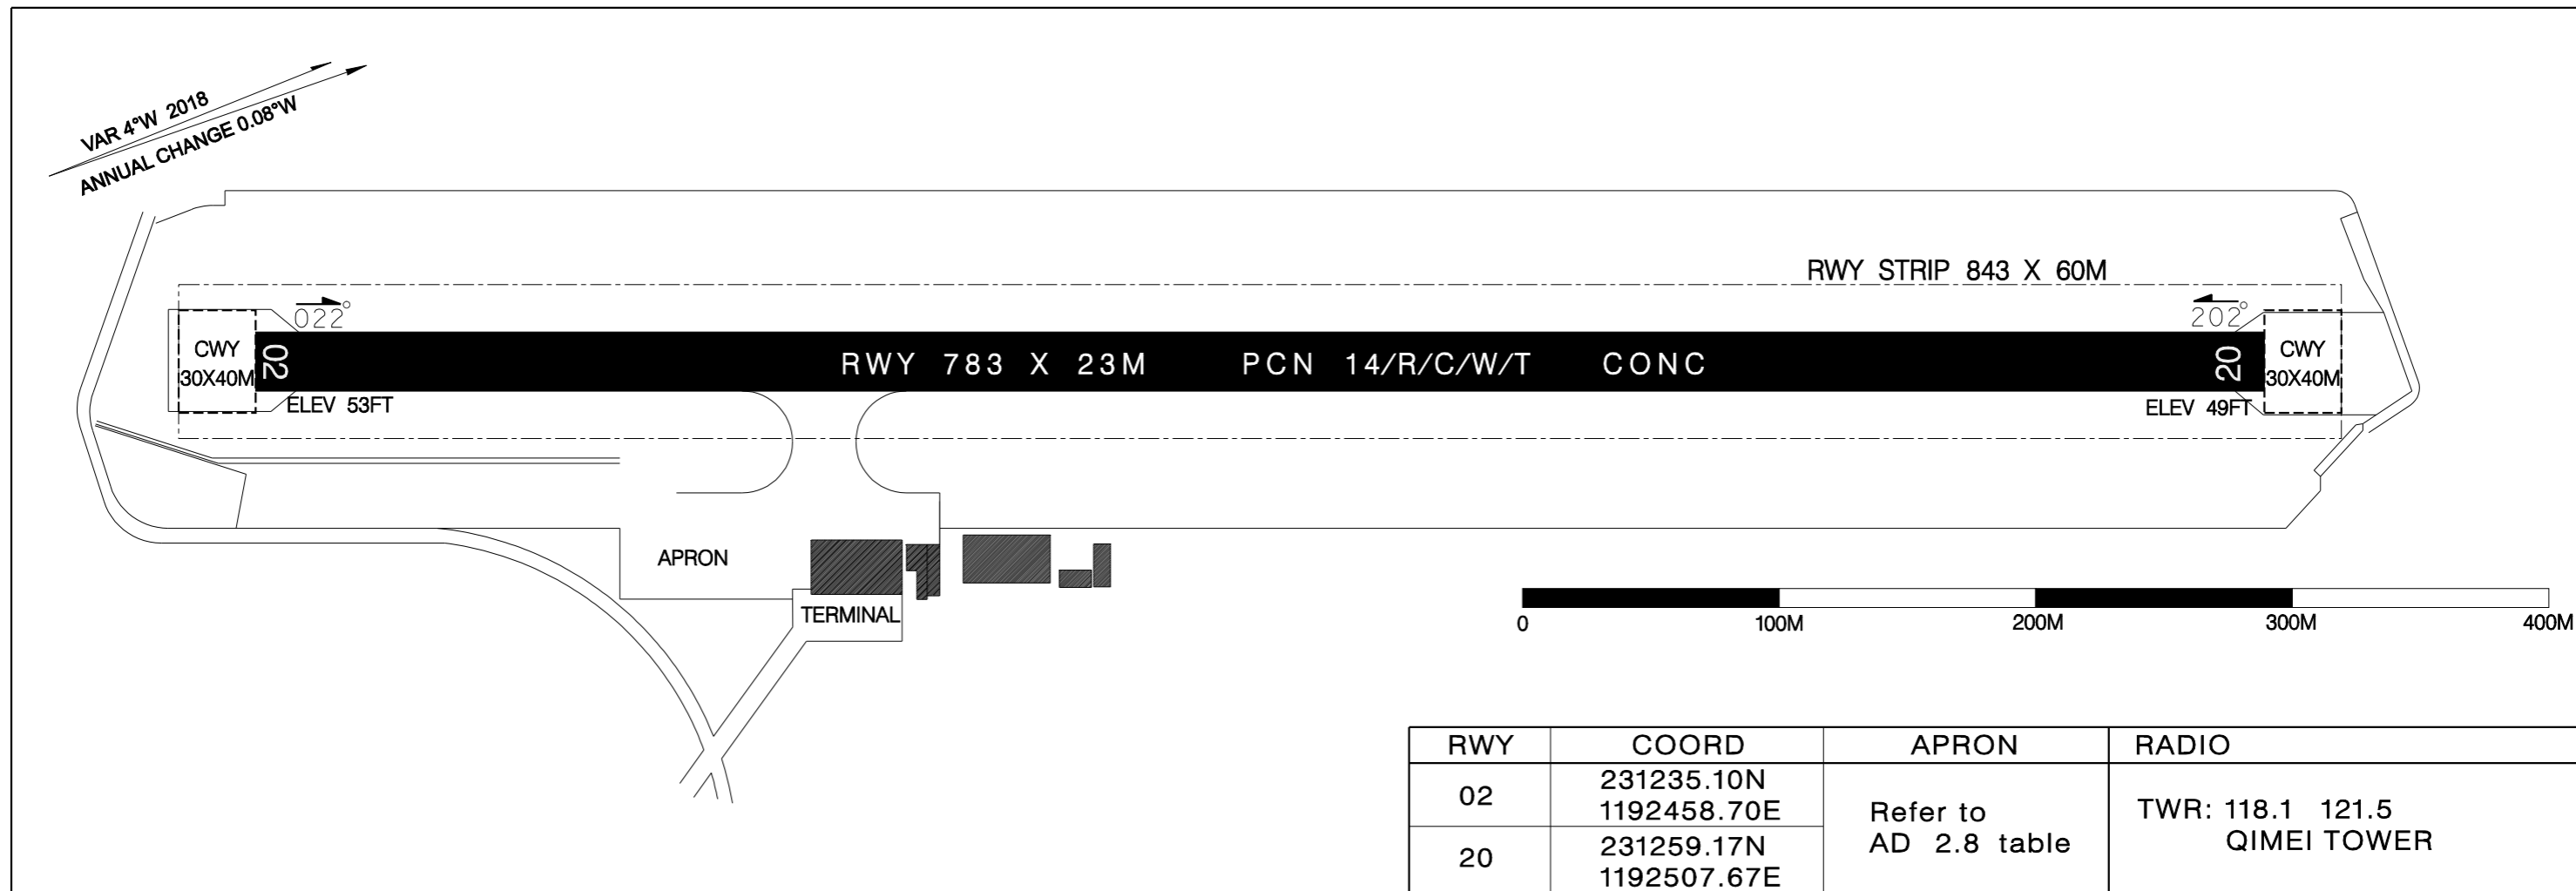 VAR 4°W 2018
ANNUAL CHANGE 0.08°W
RWY STRIP 843 X 60M
022°
202°
CWY
30X40M
02
RWY 783 X 23M PCN 14/R/C/W/T CONC
20
CWY
30X40M
ELEV 53FT
ELEV 49FT
APRON
TERMINAL
0 100M 200M 300M 400M
RWY COORD APRON RADIO
02
231235.10N
1192458.70E
20
231259.17N
1192507.67E
Refer to
AD 2.8 table
TWR: 118.1 121.5
QIMEI TOWER